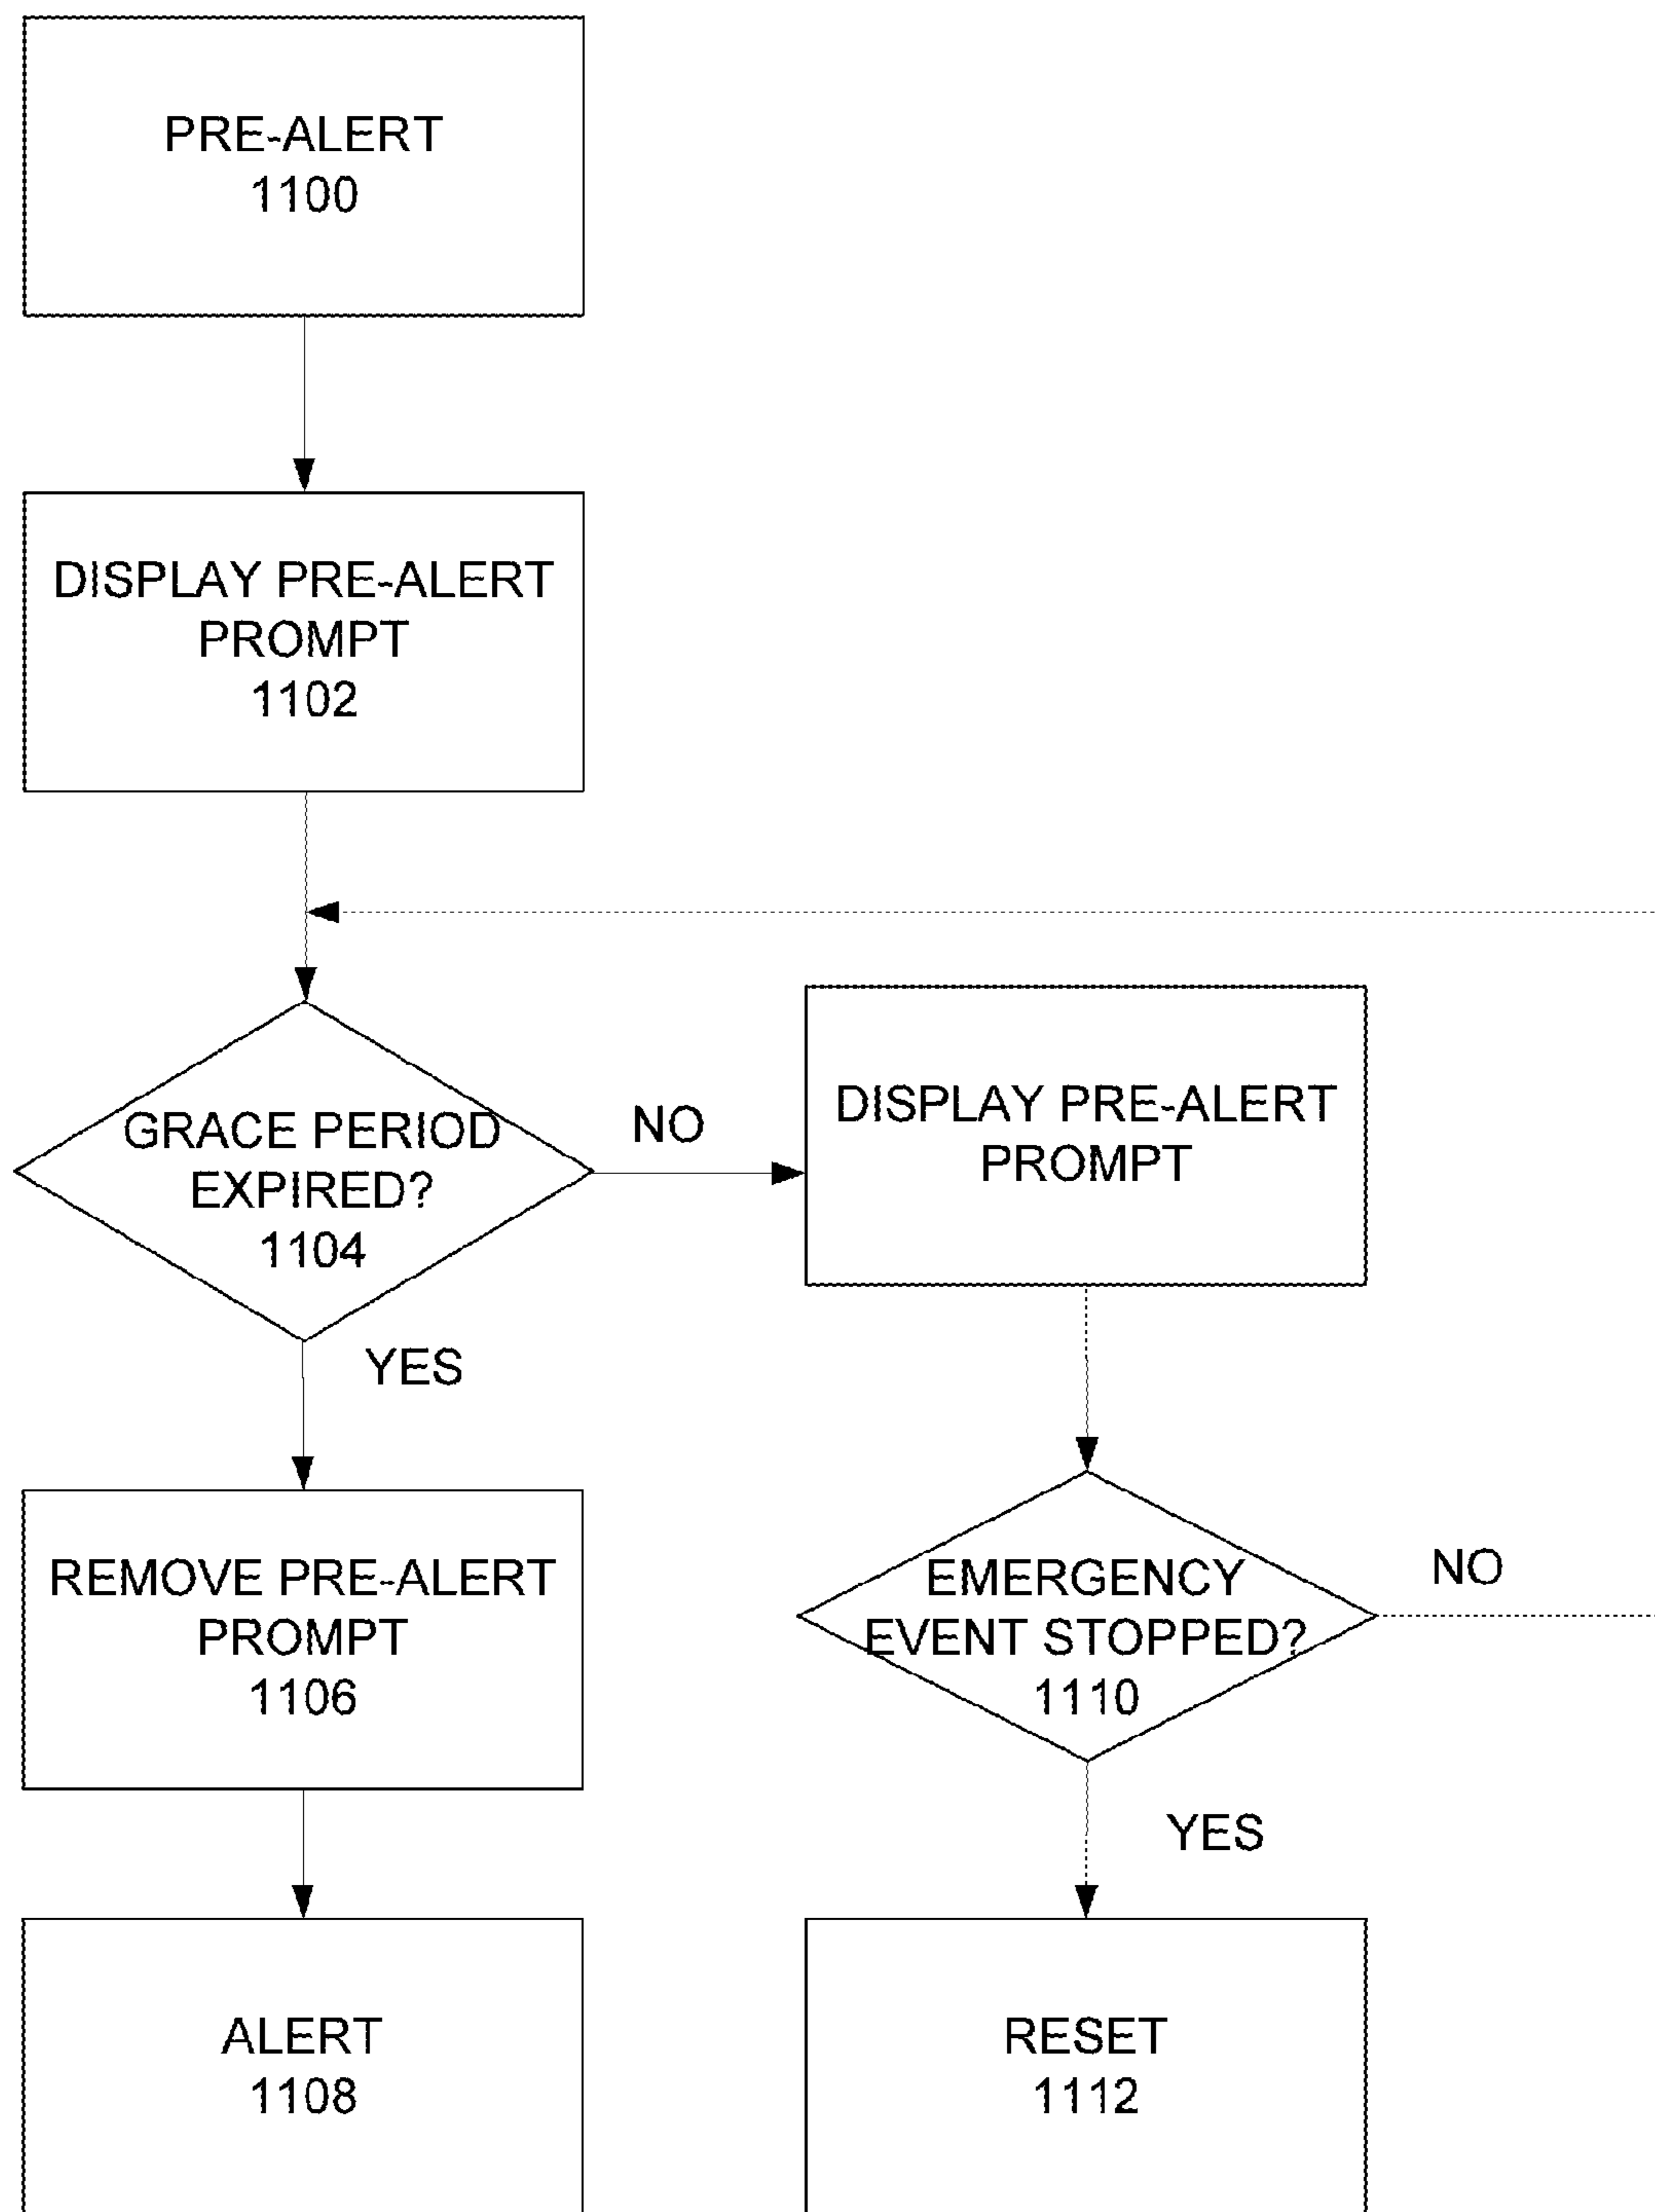 PRE-ALERT
1100
DISPLAY PRE-ALERT
PROMPT
1102
GRACE PERIOD
EXPIRED?
1104
NO
DISPLAY PRE-ALERT
PROMPT
YES
REMOVE PRE-ALERT
PROMPT
1106
EMERGENCY
EVENT STOPPED?
1110
NO
YES
ALERT
1108
RESET
1112